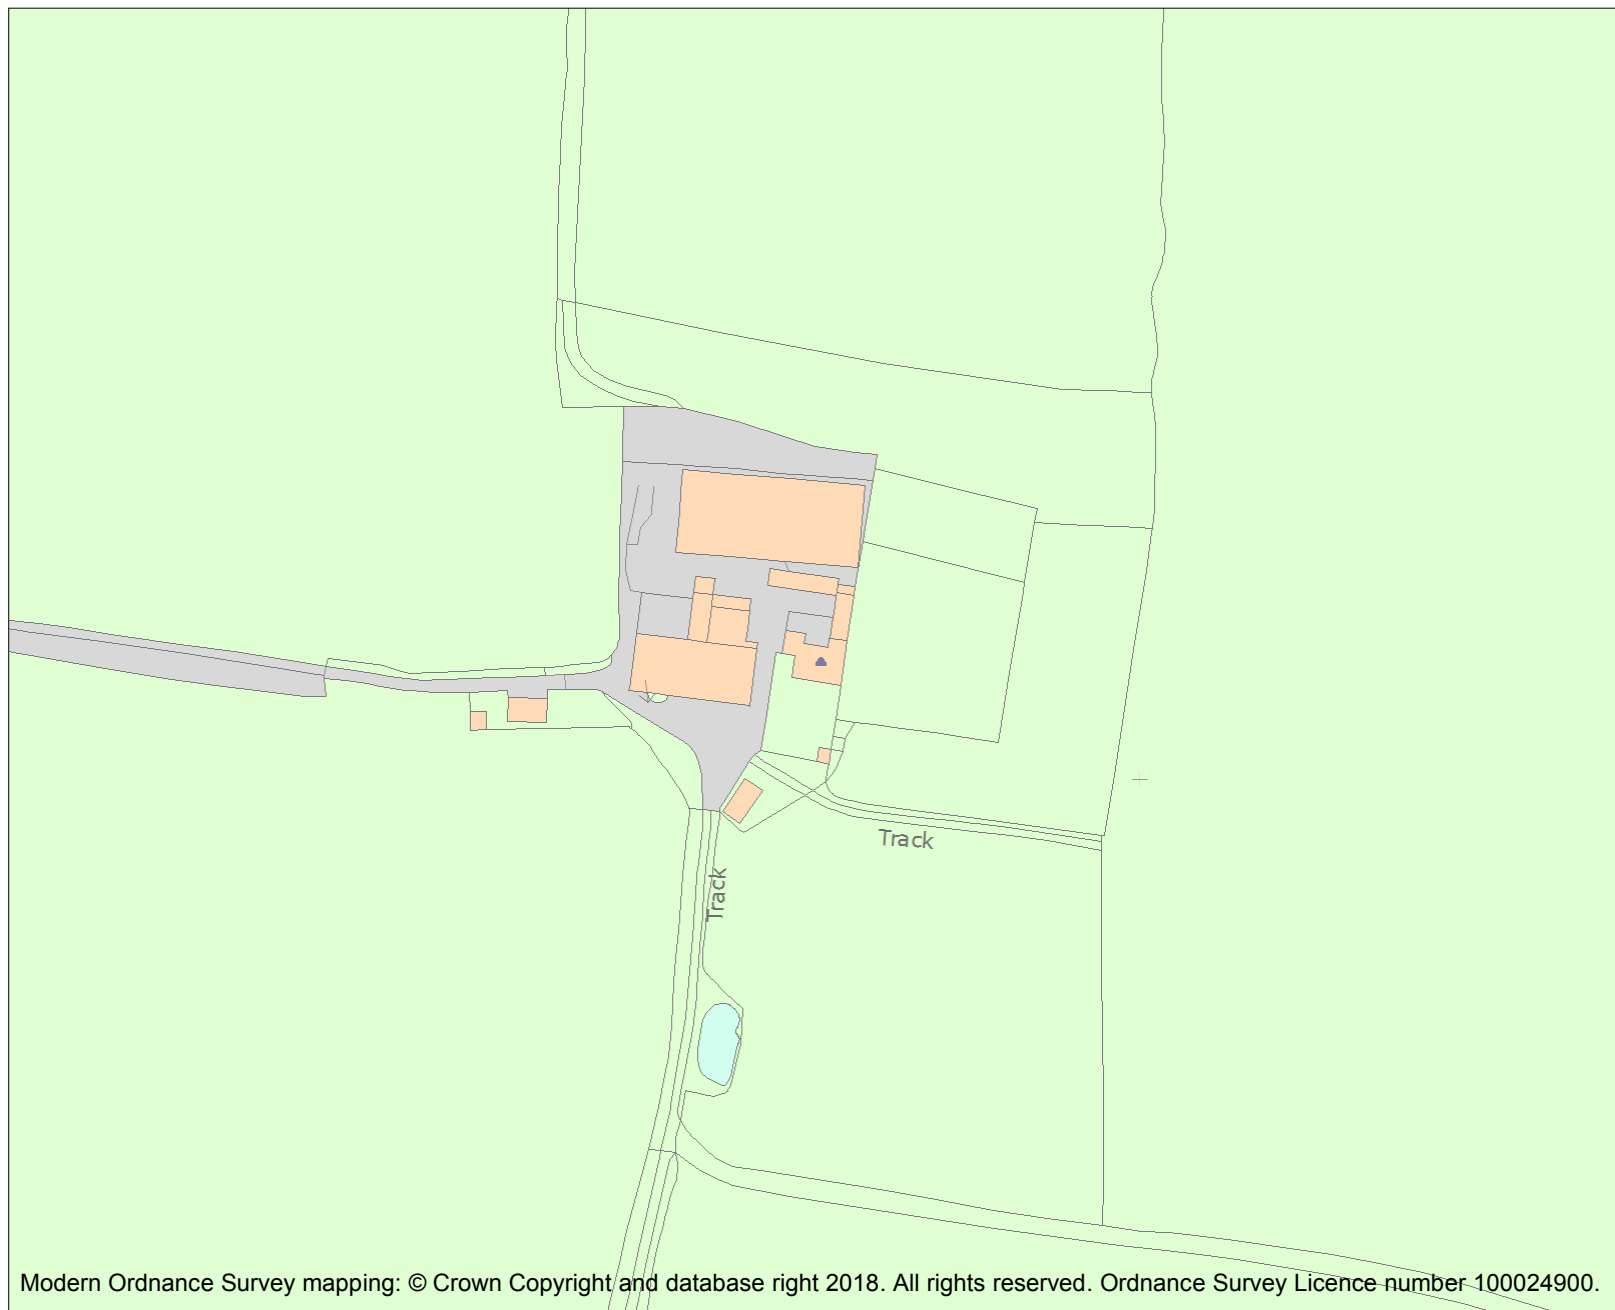 Track
Track
Modern Ordnance Survey mapping: © Crown Copyright and database right 2018. All rights reserved. Ordnance Survey Licence number 100024900.